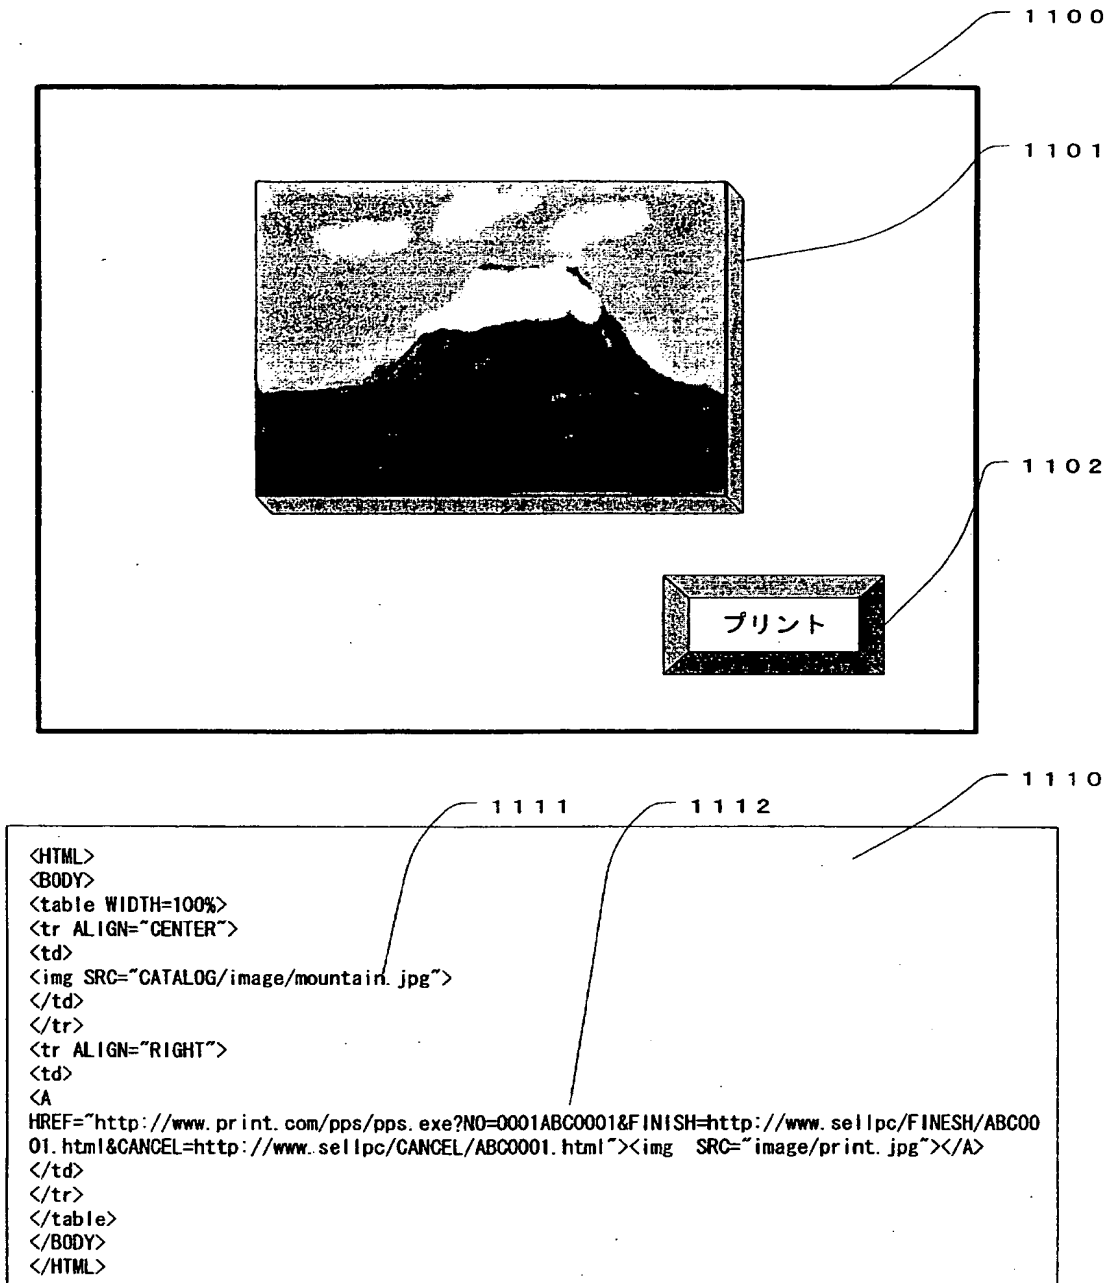 1100
1101
1102
プリント
1110
1111
1112
<HTML>
<BODY>
<table WIDTH=100%>
<tr ALIGN="CENTER">
<td>
<img SRC="CATALOG/image/mountain.jpg">
</td>
</tr>
<tr ALIGN="RIGHT">
<td>
<A
HREF="http://www.print.com/pps/pps.exe?NO=0001ABC0001&FINISH=http://www.sellpc/FINESH/ABC00
01.html&CANCEL=http://www.sellpc/CANCEL/ABC0001.html"><img SRC="image/print.jpg"></A>
</td>
</tr>
</table>
</BODY>
</HTML>